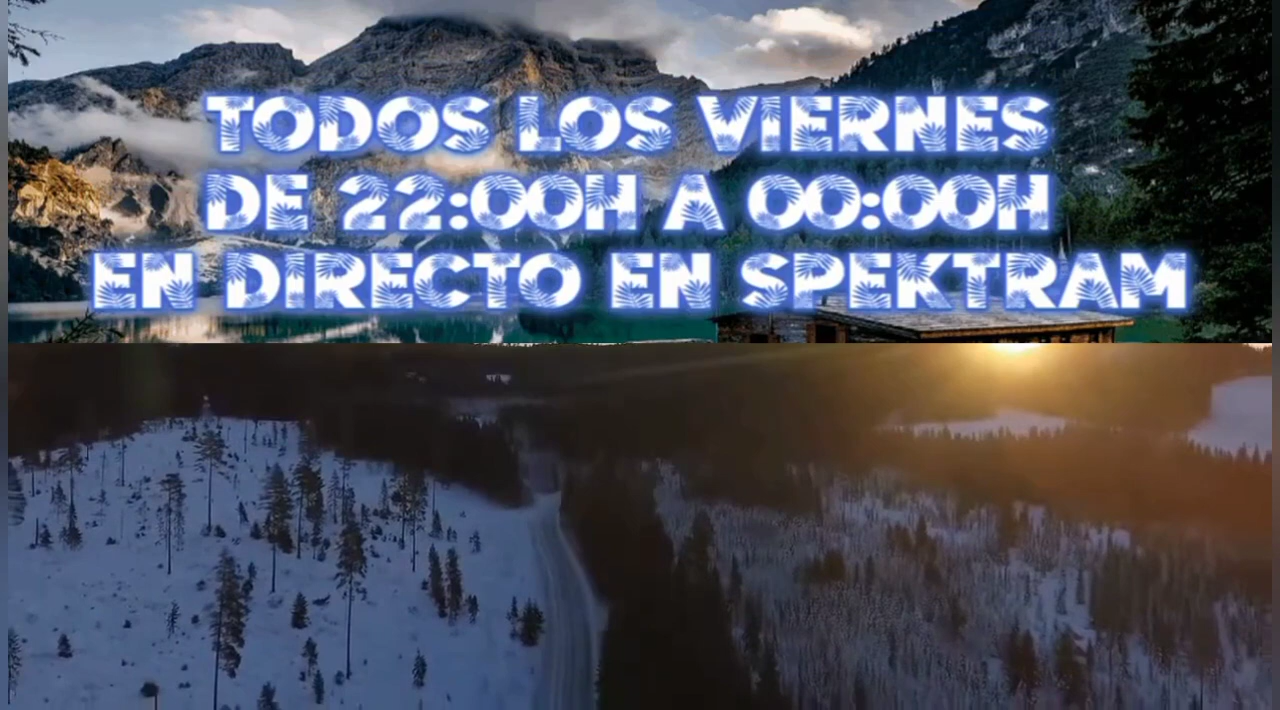 TODOS LOS VIERNES
DE 22:00H A 00:00H
EN DIRECTO EN SPEKTRAM